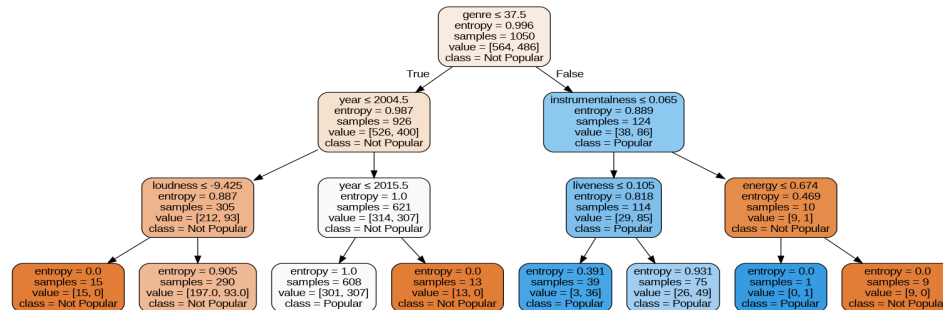 genre ≤ 37.5
entropy = 0.996
samples = 1050
value = [564, 486]
class = Not Popular
True
False
year ≤ 2004.5
entropy = 0.987
samples = 926
value = [526, 400]
class = Not Popular
instrumentalness ≤ 0.065
entropy = 0.889
samples = 124
value = [38, 86]
class = Popular
loudness ≤ -9.425
entropy = 0.887
samples = 305
value = [212, 93]
class = Not Popular
year ≤ 2015.5
entropy = 1.0
samples = 621
value = [314, 307]
class = Not Popular
liveness ≤ 0.105
entropy = 0.818
samples = 114
value = [29, 85]
class = Popular
energy ≤ 0.674
entropy = 0.469
samples = 10
value = [9, 1]
class = Not Popular
entropy = 0.0
samples = 15
value = [15, 0]
class = Not Popular
entropy = 0.905
samples = 290
value = [197.0, 93.0]
class = Not Popular
entropy = 1.0
samples = 608
value = [301, 307]
class = Popular
entropy = 0.0
samples = 13
value = [13, 0]
class = Not Popular
entropy = 0.391
samples = 39
value = [3, 36]
class = Popular
entropy = 0.931
samples = 75
value = [26, 49]
class = Popular
entropy = 0.0
samples = 1
value = [0, 1]
class = Popular
entropy = 0.0
samples = 9
value = [9, 0]
class = Not Popular